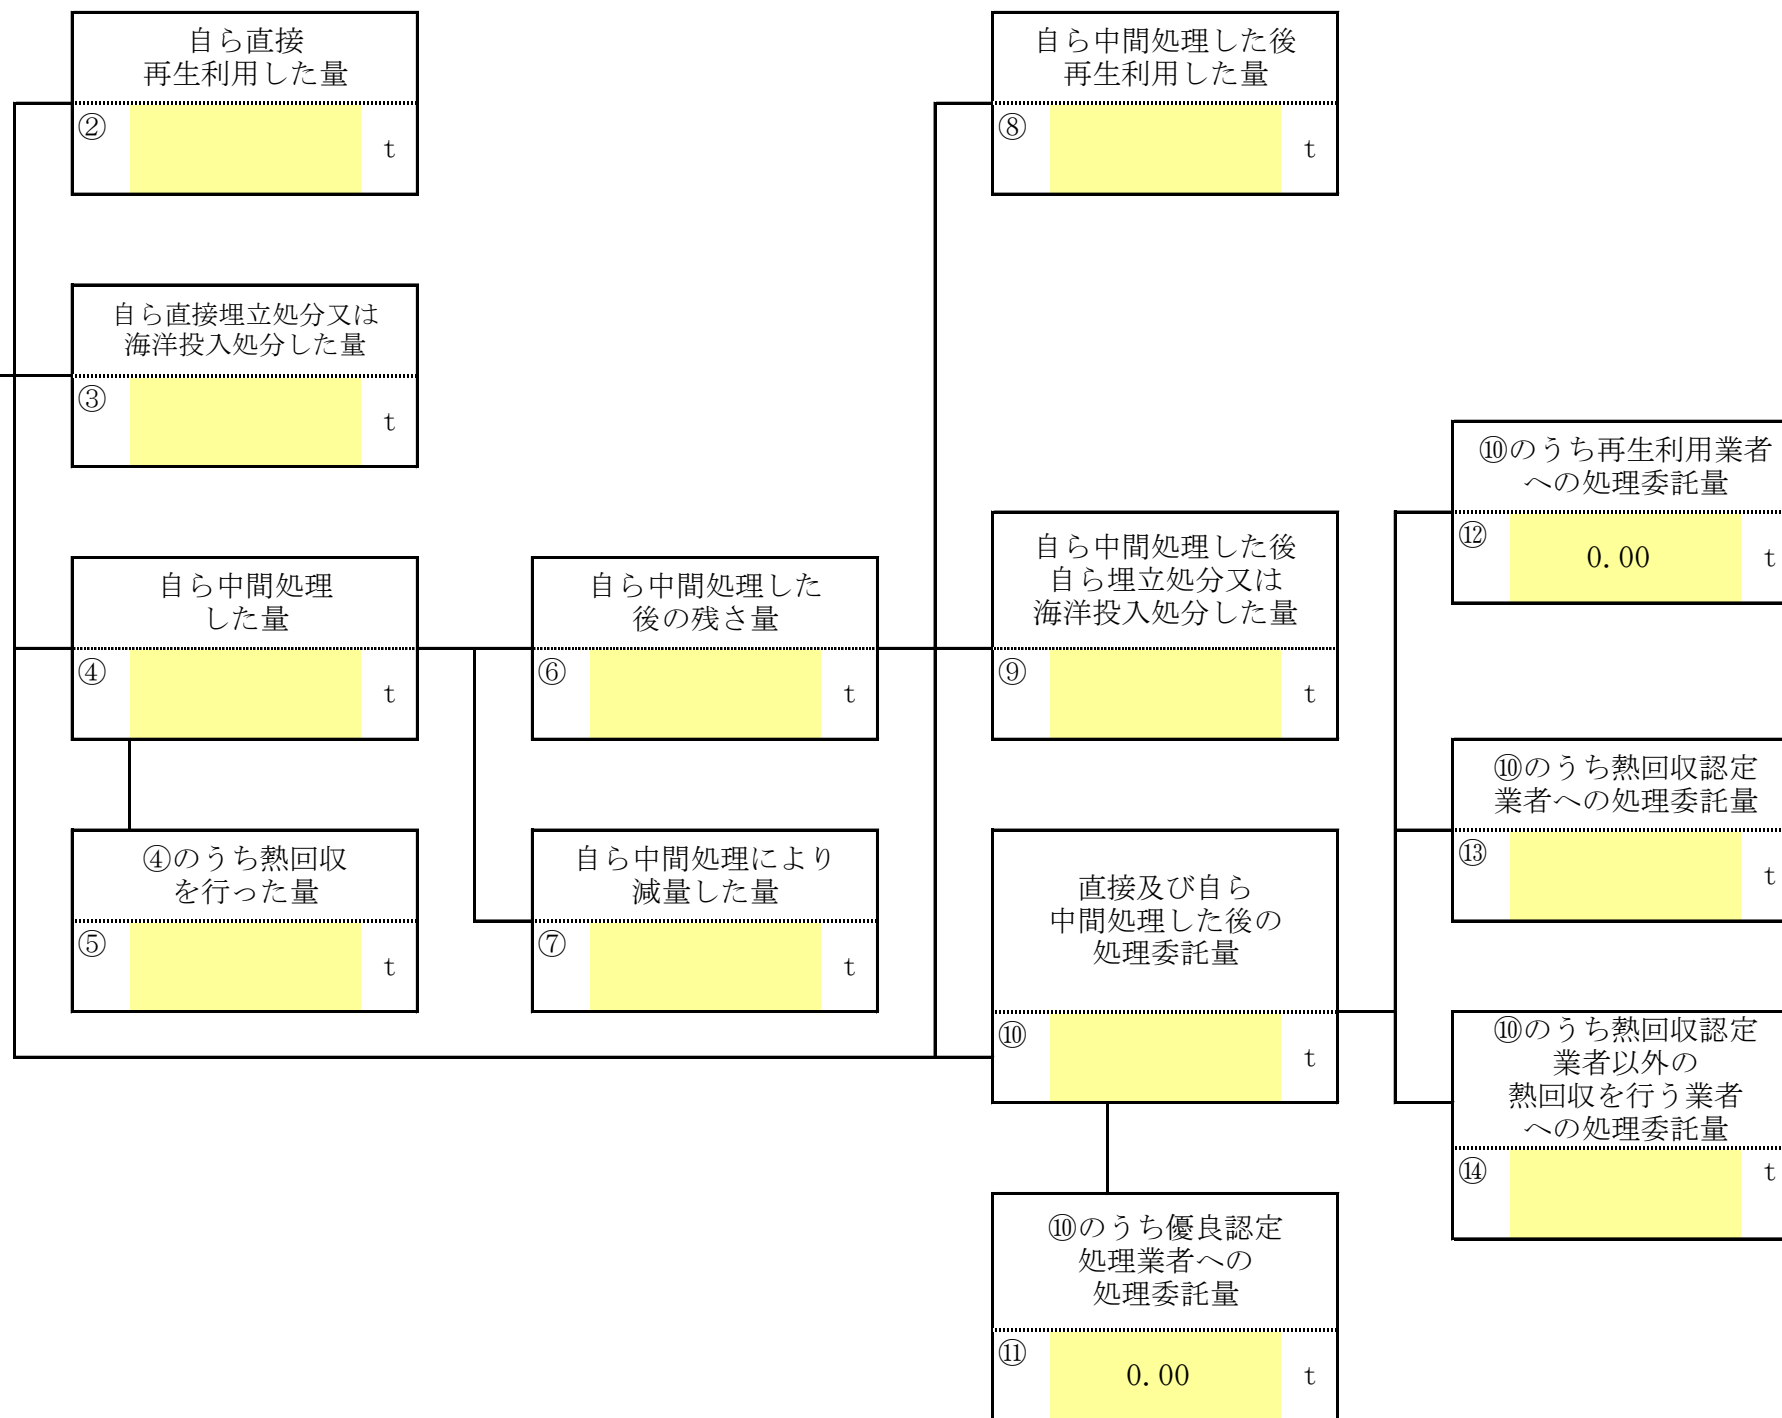 自ら直接
再生利用した量
②
t
自ら中間処理した後
再生利用した量
⑧
t
自ら直接埋立処分又は
海洋投入処分した量
③
t
⑩のうち再生利用業者
への処理委託量
⑫
0.00
t
自ら中間処理
した量
④
t
自ら中間処理した
後の残さ量
⑥
t
自ら中間処理した後
自ら埋立処分又は
海洋投入処分した量
⑨
t
⑩のうち熱回収認定
業者への処理委託量
⑬
t
④のうち熱回収
を行った量
⑤
t
自ら中間処理により
減量した量
⑦
t
直接及び自ら
中間処理した後の
処理委託量
⑩
t
⑩のうち熱回収認定
業者以外の
熱回収を行う業者
への処理委託量
⑭
t
⑩のうち優良認定
処理業者への
処理委託量
⑪
0.00
t